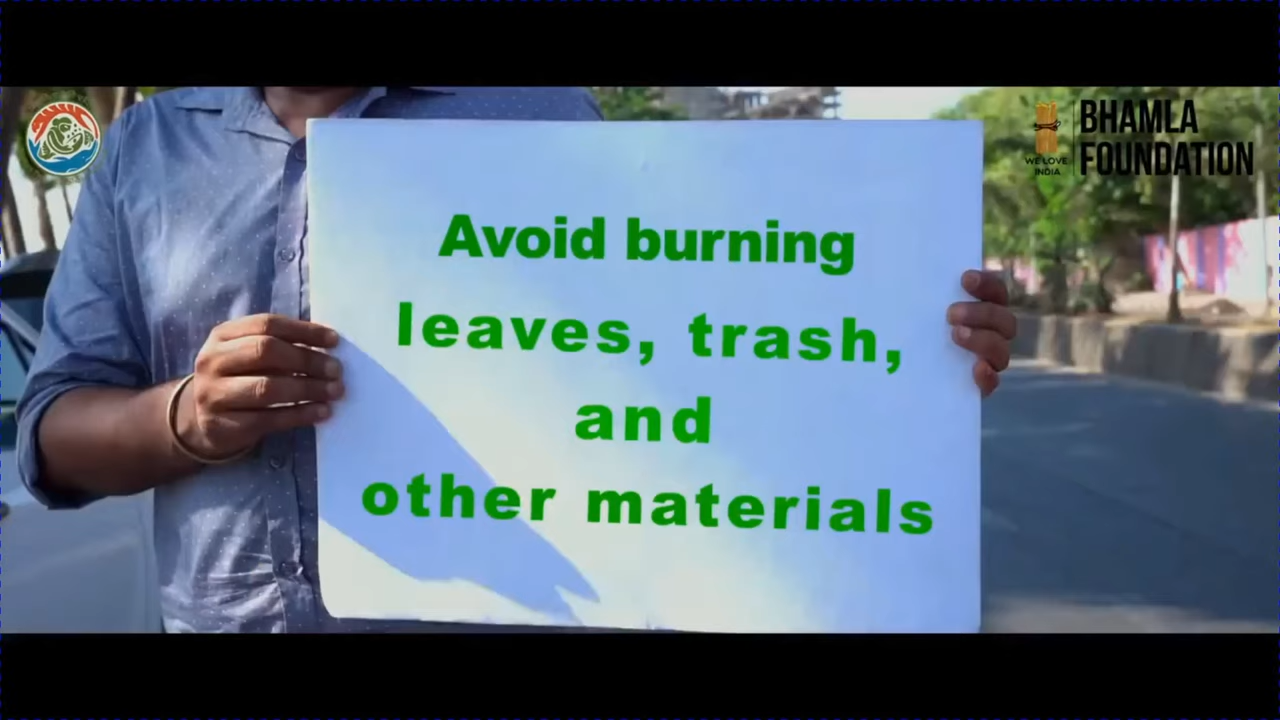 WE LOVE
INDIA
BHAMLA
FOUNDATION
Avoid burning
leaves, trash,
and
other materials